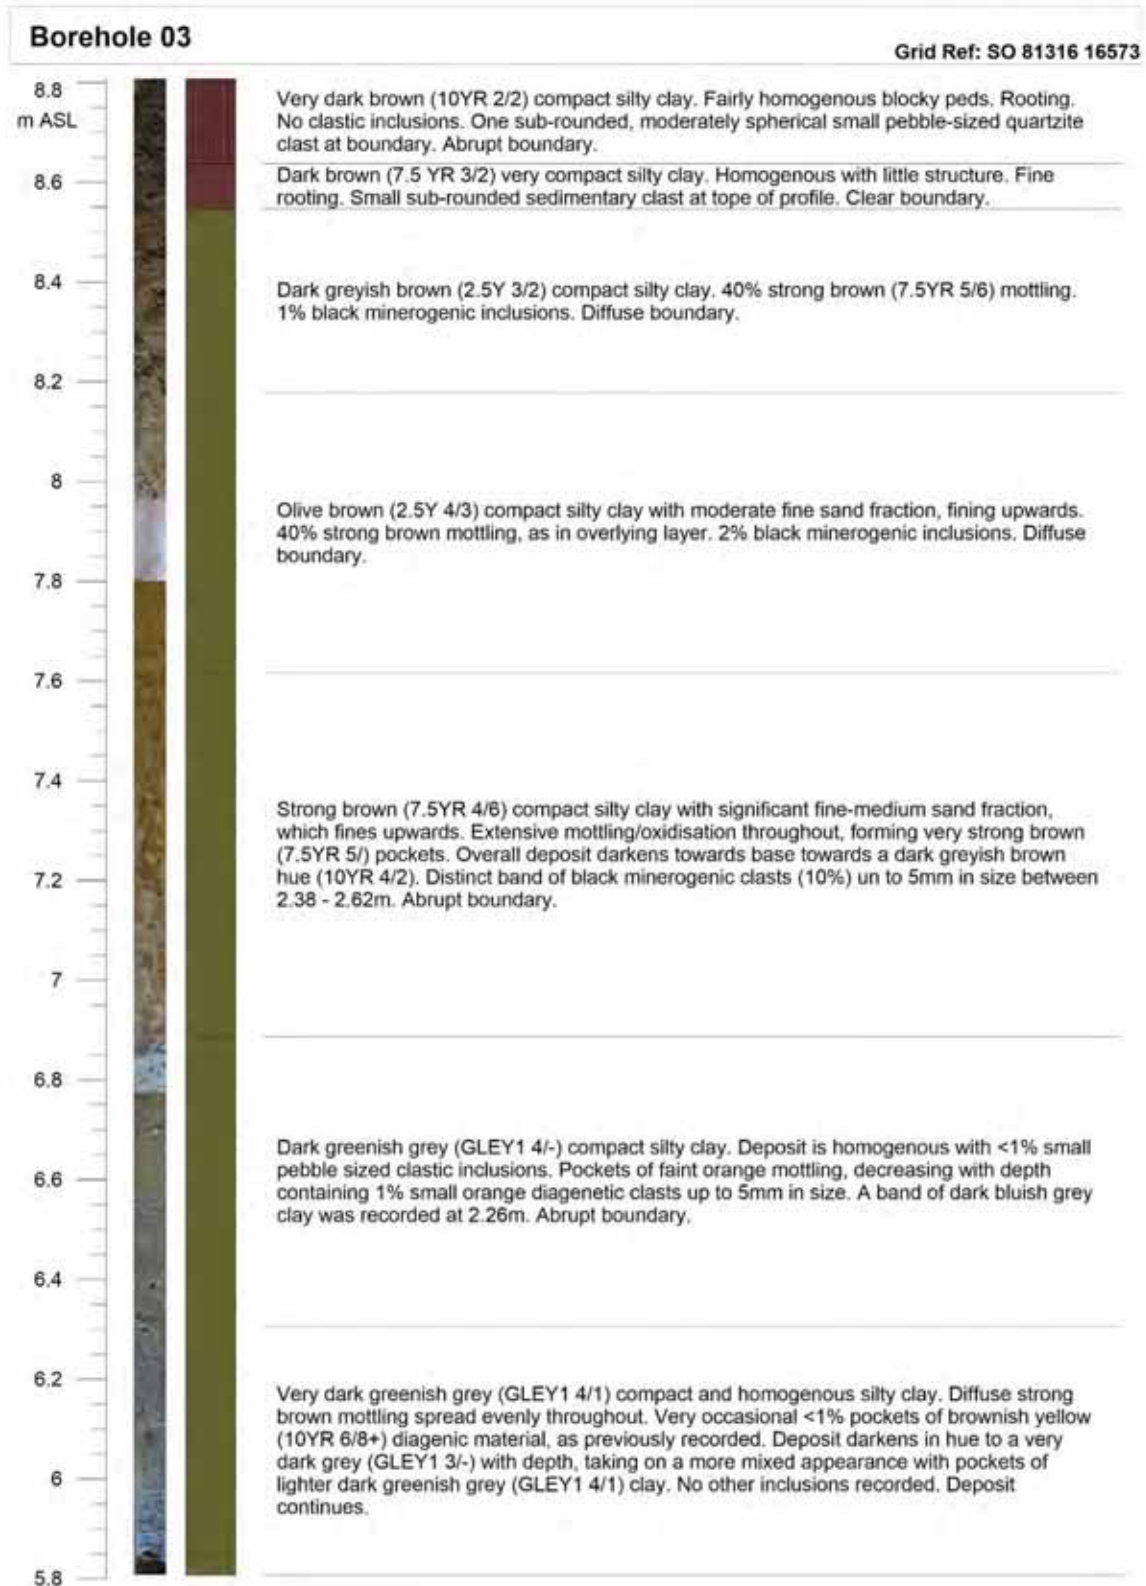 Borehole 03
Grid Ref: SO 81316 16573
8.8
m ASL
Very dark brown (10YR 2/2) compact silty clay. Fairly homogenous blocky peds. Rooting.
No clastic inclusions. One sub-rounded, moderately spherical small pebble-sized quartzite
clast at boundary. Abrupt boundary.
8.6
Dark brown (7.5 YR 3/2) very compact silty clay. Homogenous with little structure. Fine
rooting. Small sub-rounded sedimentary clast at tope of profile. Clear boundary.
8.4
Dark greyish brown (2.5Y 3/2) compact silty clay. 40% strong brown (7.5YR 5/6) mottling.
1% black minerogenic inclusions. Diffuse boundary.
8.2
8
Olive brown (2.5Y 4/3) compact silty clay with moderate fine sand fraction, fining upwards.
40% strong brown mottling, as in overlying layer. 2% black minerogenic inclusions. Diffuse
boundary.
7.8
7.6
7.4
Strong brown (7.5YR 4/6) compact silty clay with significant fine-medium sand fraction,
which fines upwards. Extensive mottling/oxidisation throughout, forming very strong brown
(7.5YR 5/) pockets. Overall deposit darkens towards base towards a dark greyish brown
hue (10YR 4/2). Distinct band of black minerogenic clasts (10%) un to 5mm in size between
2.38 - 2.62m. Abrupt boundary.
7.2
7
6.8
Dark greenish grey (GLEY1 4/-) compact silty clay. Deposit is homogenous with <1% small
pebble sized clastic inclusions. Pockets of faint orange mottling, decreasing with depth
containing 1% small orange diagenetic clasts up to 5mm in size. A band of dark bluish grey
clay was recorded at 2.26m. Abrupt boundary.
6.6
6.4
6.2
Very dark greenish grey (GLEY1 4/1) compact and homogenous silty clay. Diffuse strong
brown mottling spread evenly throughout. Very occasional <1% pockets of brownish yellow
(10YR 6/8+) diagenic material, as previously recorded. Deposit darkens in hue to a very
dark grey (GLEY1 3/-) with depth, taking on a more mixed appearance with pockets of
lighter dark greenish grey (GLEY1 4/1) clay. No other inclusions recorded. Deposit
continues.
6
5.8